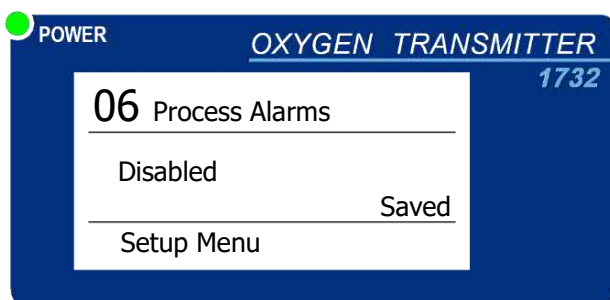 POWER
OXYGEN TRANSMITTER
1732
06 Process Alarms
Disabled
Saved
Setup Menu